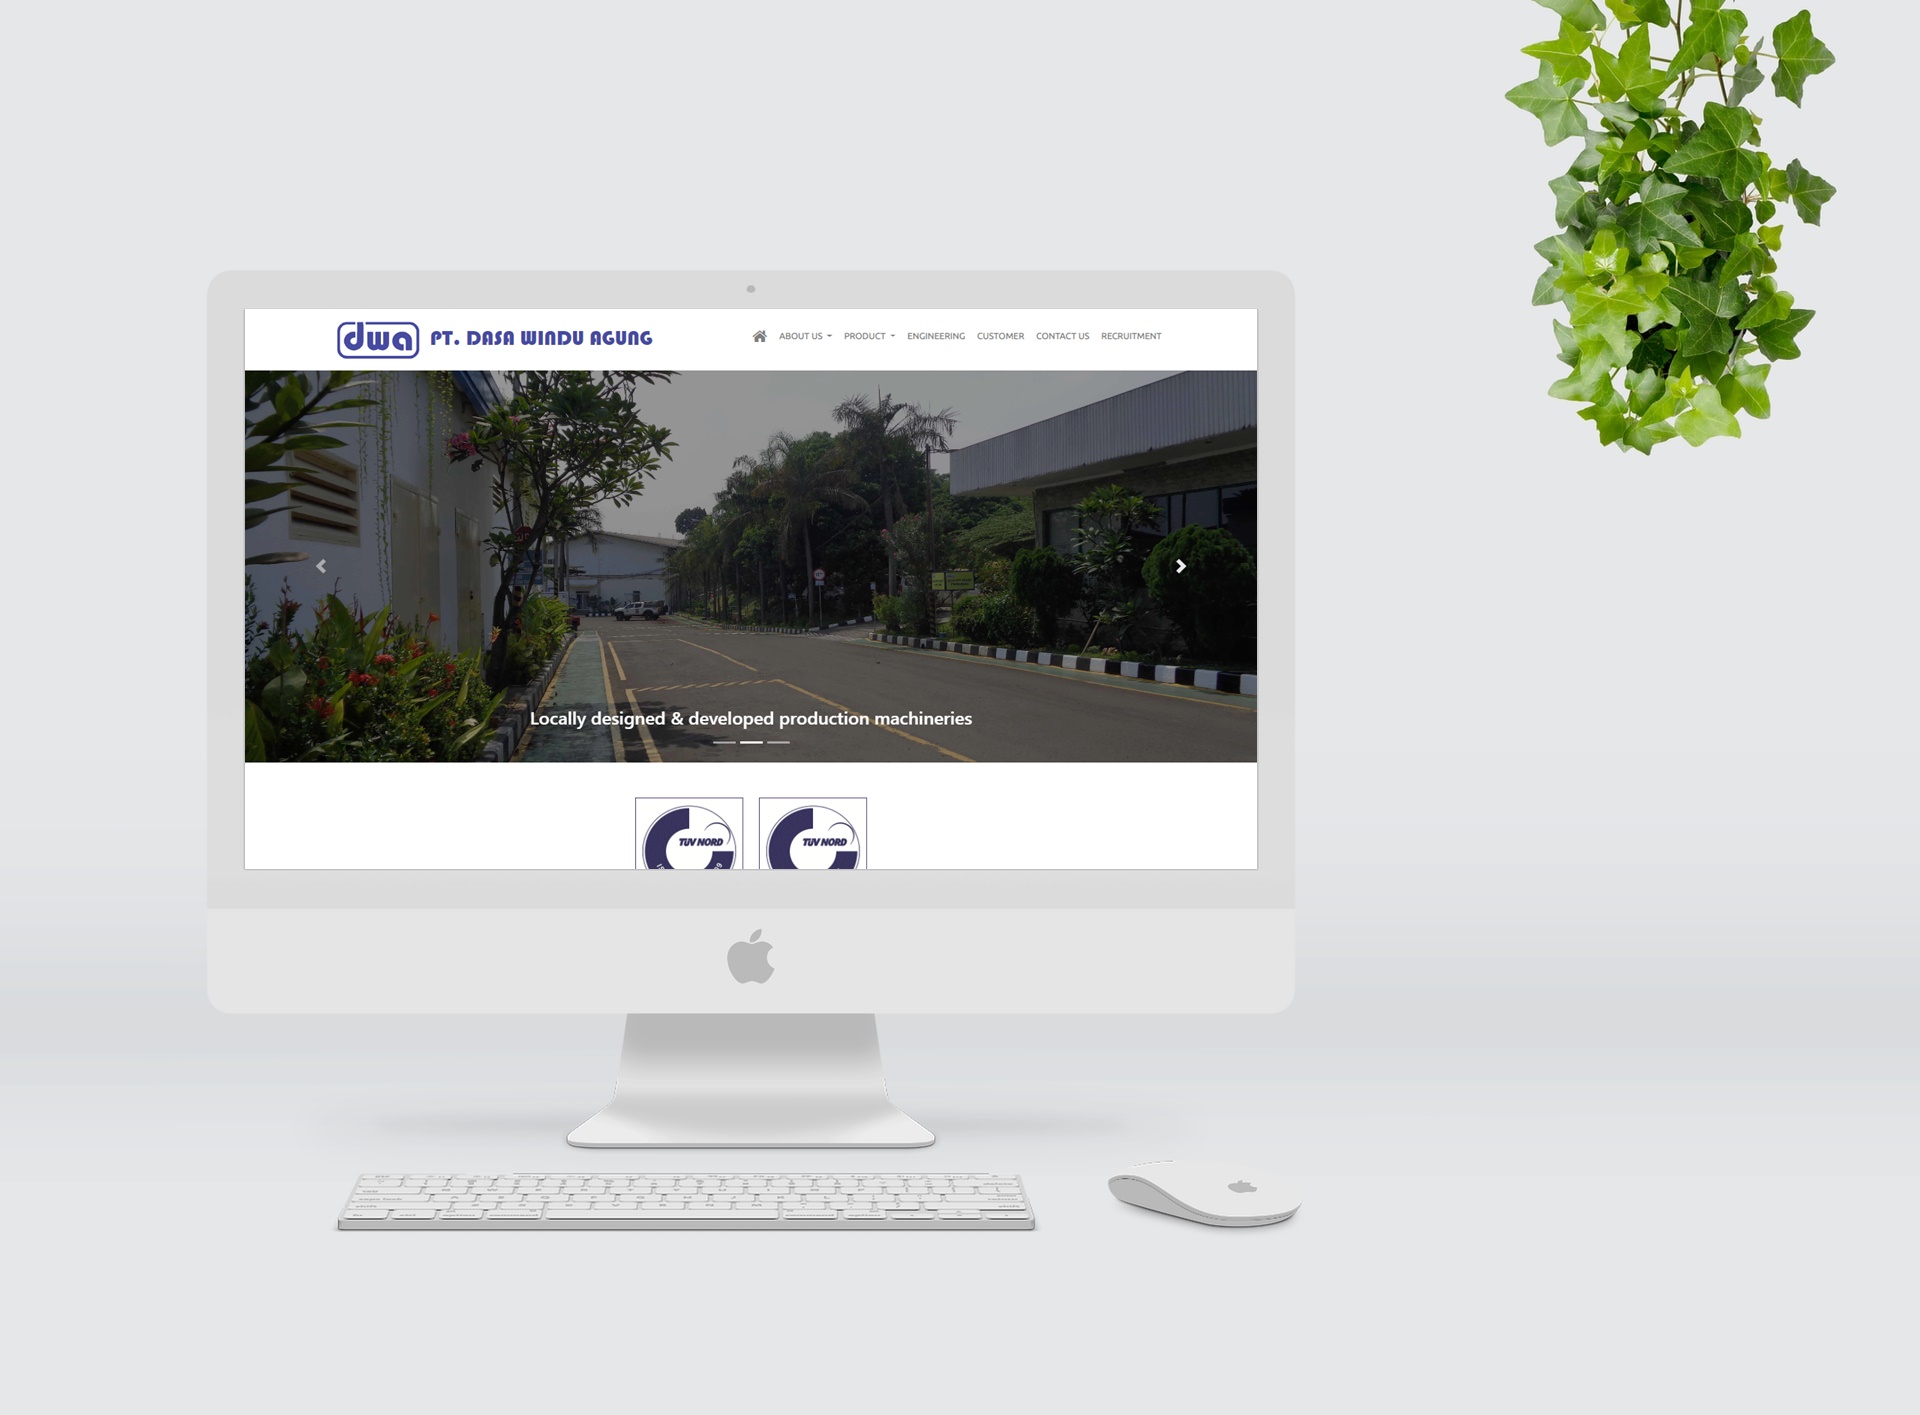 dwa PT. DASA WINDU AGUNG
ABOUT US PRODUCT ENGINEERING CUSTOMER CONTACT US RECRUITMENT
Locally designed & developed production machineries
TUV NORD TUV NORD